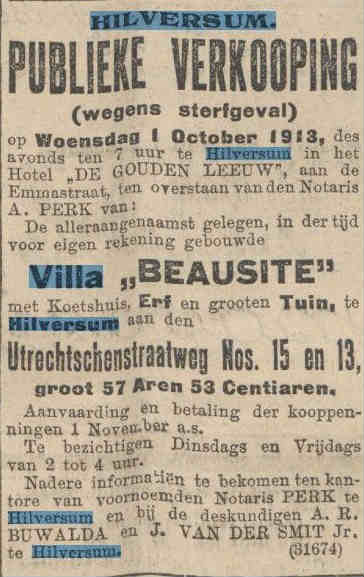 HILVERSUM.
PUBLIEKE VERKOOPING
(wegens sterfgeval)
op Woensdag 1 October 1913, des
avonds ten 7 uur te Hilversum in het
Hotel „DE GOUDEN LEEUW”, aan de
Emmastraat, ten overstaan van den Notaris
A. PERK van:
De alleraangenaamst gelegen, in der tijd
voor eigen rekening gebouwde
Villa „BEAUSITE”
met Koetshuis, Erf en grooten Tuin, te
Hilversum aan den
Utrechtschenstraatweg Nos. 15 en 13,
groot 57 Aren 53 Centiaren.
Aanvaarding en betaling der kooppen-
ningen 1 November a.s.
Te bezichtigen Dinsdags en Vrijdags
van 2 tot 4 uur.
Nadere informatiën te bekomen ten kan-
tore van voornoemden Notaris PERK te
Hilversum en bij de deskundigen A. R.
BUWALDA en J. VAN DER SMIT Jr.
te Hilversum. (31674)